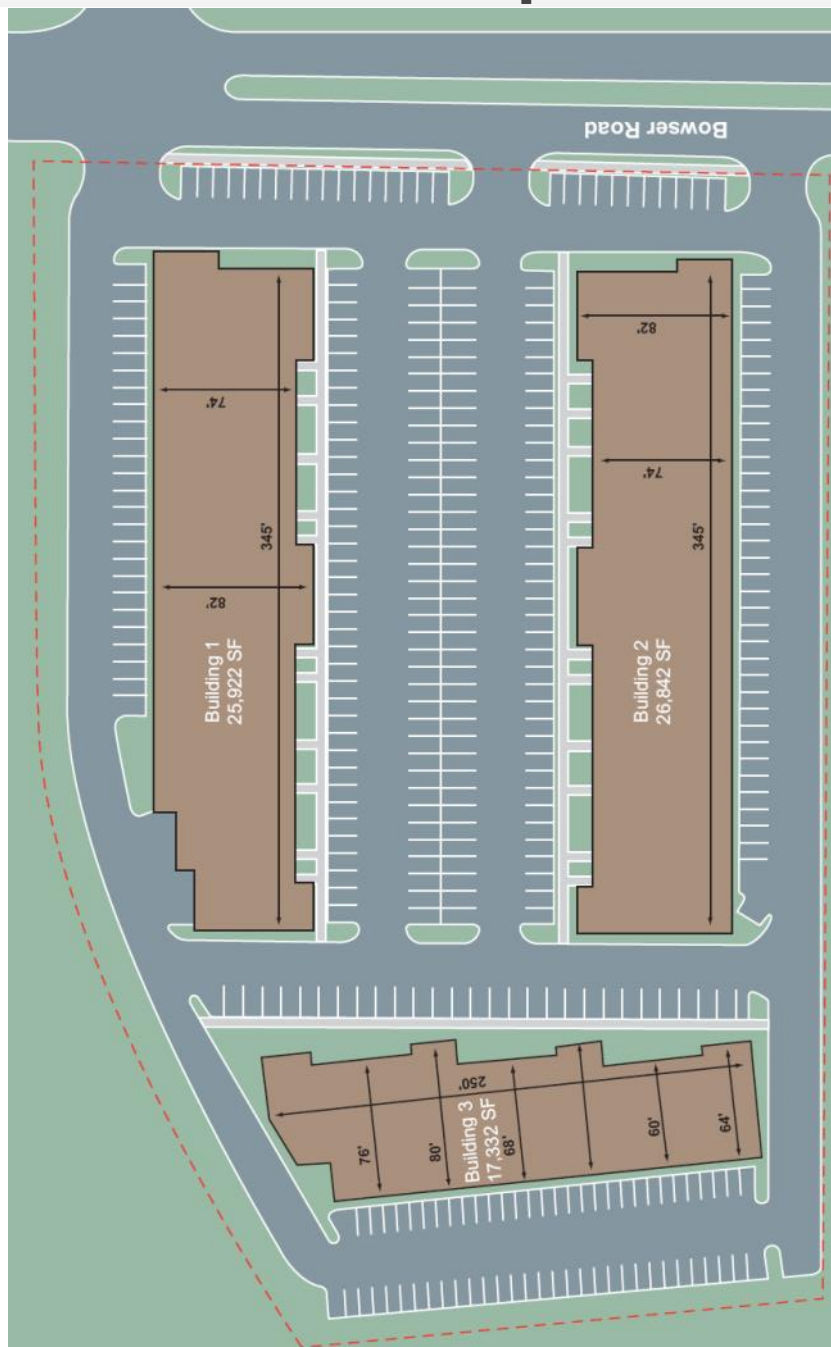 Bowser Road
82'
74'
74'
345'
345'
82'
Building 1
25,922 SF
Building 2
26,842 SF
250'
76'
80'
Building 3
17,332 SF
68'
60'
64'